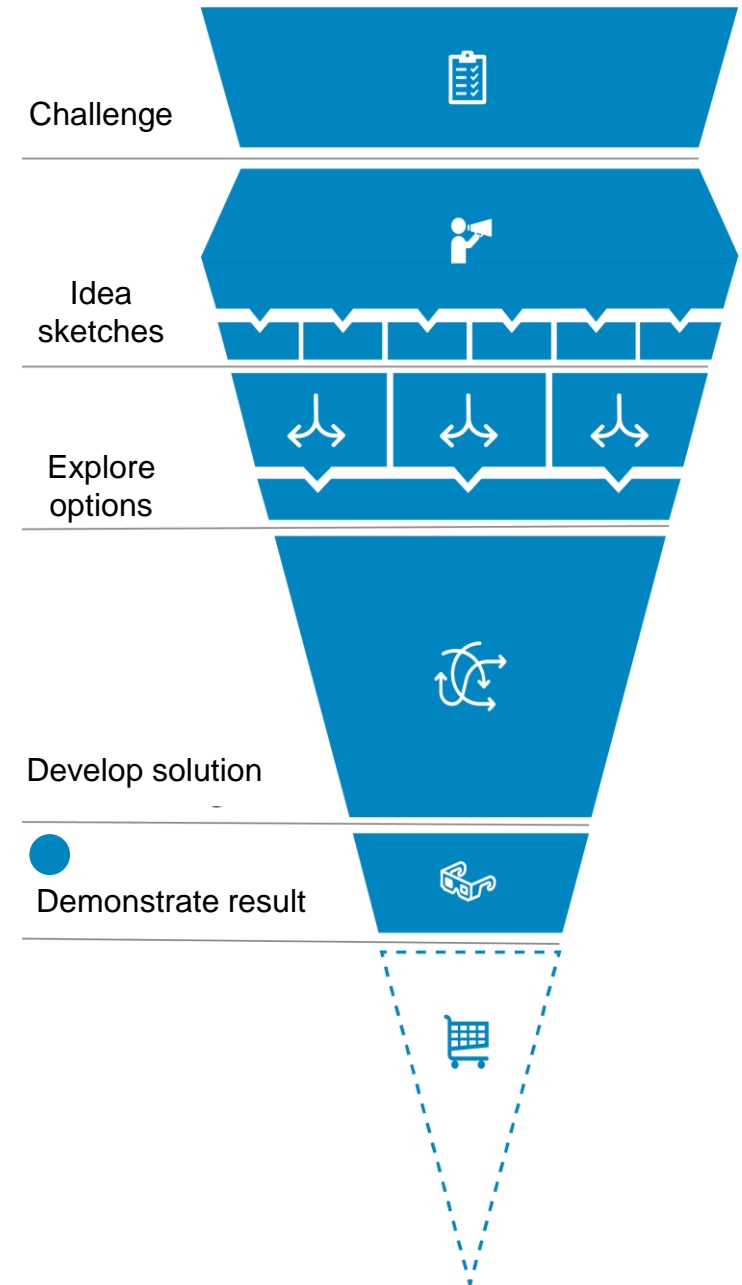 Challenge
Idea
sketches
Explore
options
Develop solution
Demonstrate result